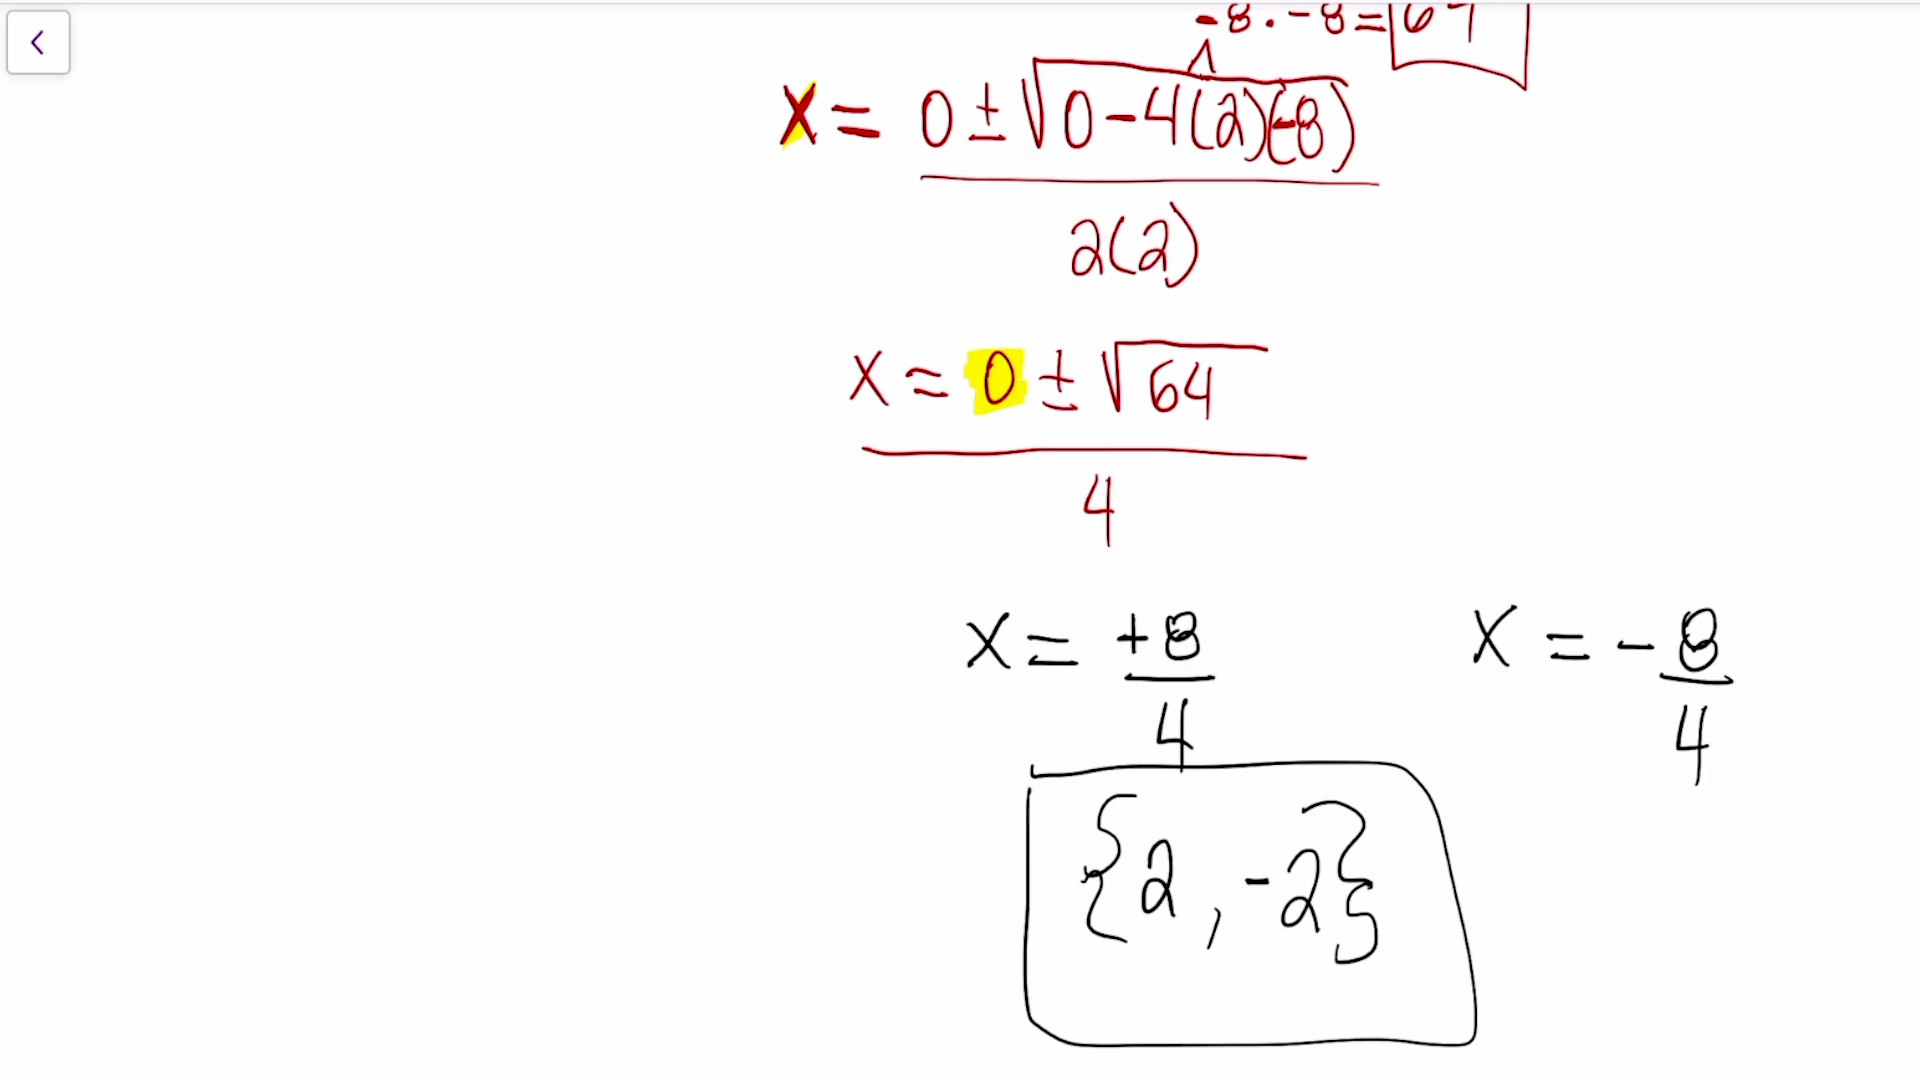 -8·-8=64
x= 0±√0-4(2)(-8)
2(2)
x=0±√64
4
x=+8 x=-8
4 4
{2,-2}